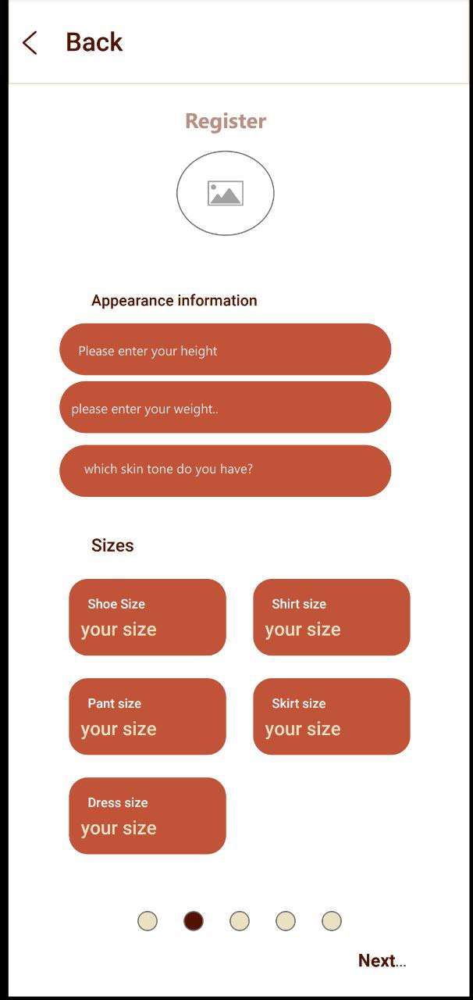 Back
Register
Appearance information
Please enter your height
please enter your weight..
which skin tone do you have?
Sizes
Shoe Size
your size
Shirt size
your size
Pant size
your size
Skirt size
your size
Dress size
your size
Next...